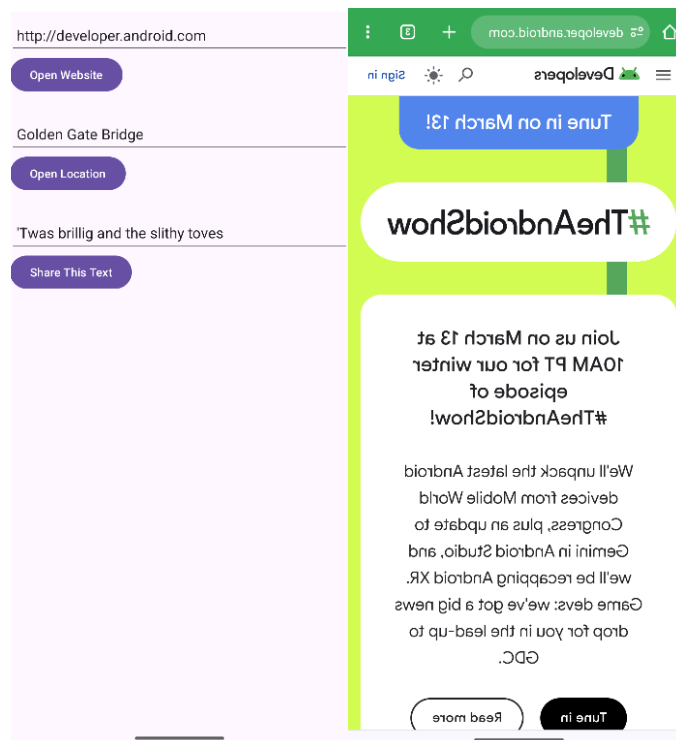 http://developer.android.com
Open Website
Golden Gate Bridge
Open Location
'Twas brillig and the slithy toves
Share This Text
developer.android.com
3
Developers
Sign in
Tune in on March 13!
#TheAndroidShow
Join us on March 13 at
10AM PT for our winter
episode of
#TheAndroidShow!
We'll unpack the latest Android
devices from Mobile World
Congress, plus an update to
Gemini in Android Studio, and
we'll be recapping Android XR.
Game devs: we've got a big news
drop for you in the lead-up to
GDC.
Tune in
Read more